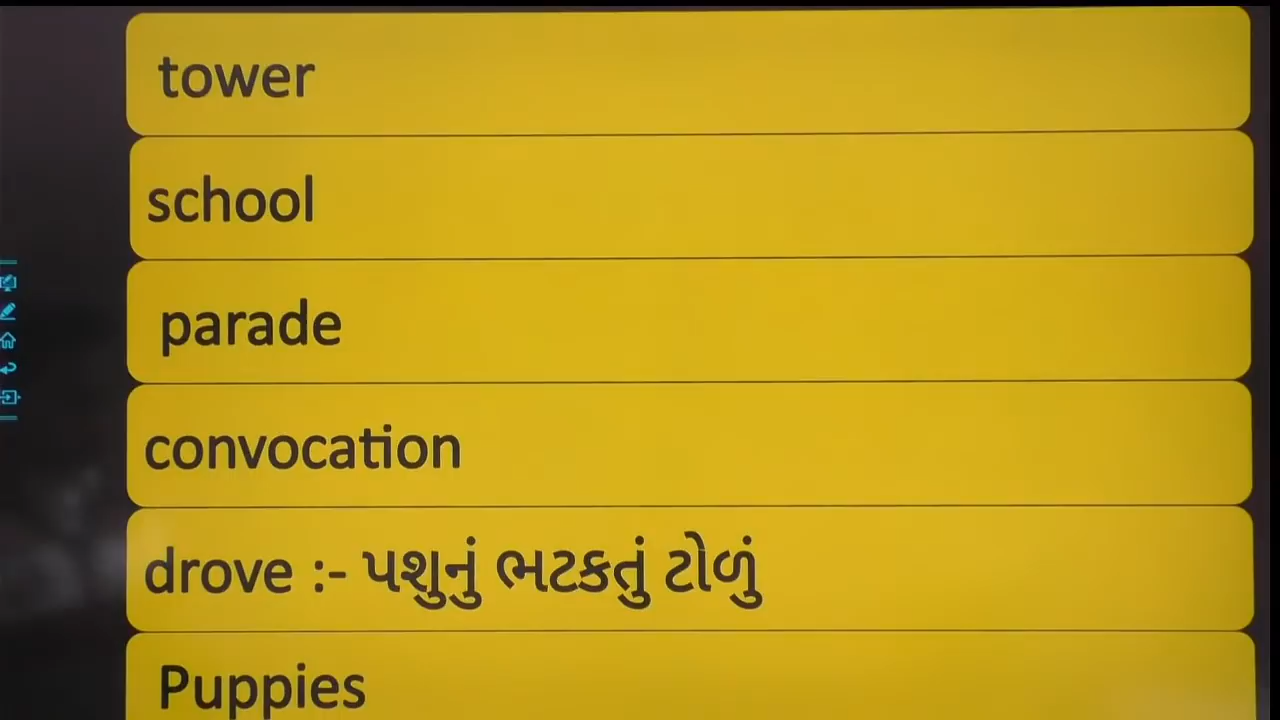 tower
school
parade
convocation
drove :- પશુનું ભટકતું ટોળું
Puppies